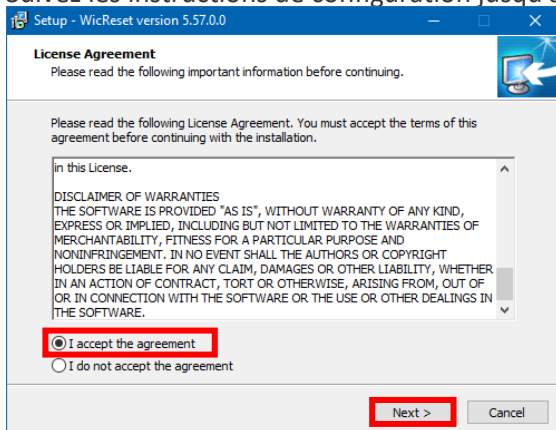 Suivez les instructions de configuration jusqu'à
Setup - WicReset version 5.57.0.0
License Agreement
Please read the following important information before continuing.
Please read the following License Agreement. You must accept the terms of this
agreement before continuing with the installation.
in this License.
DISCLAIMER OF WARRANTIES
THE SOFTWARE IS PROVIDED "AS IS", WITHOUT WARRANTY OF ANY KIND,
EXPRESS OR IMPLIED, INCLUDING BUT NOT LIMITED TO THE WARRANTIES OF
MERCHANTABILITY, FITNESS FOR A PARTICULAR PURPOSE AND
NONINFRINGEMENT. IN NO EVENT SHALL THE AUTHORS OR COPYRIGHT
HOLDERS BE LIABLE FOR ANY CLAIM, DAMAGES OR OTHER LIABILITY, WHETHER
IN AN ACTION OF CONTRACT, TORT OR OTHERWISE, ARISING FROM, OUT OF
OR IN CONNECTION WITH THE SOFTWARE OR THE USE OR OTHER DEALINGS IN
THE SOFTWARE.
I accept the agreement
I do not accept the agreement
Next >
Cancel